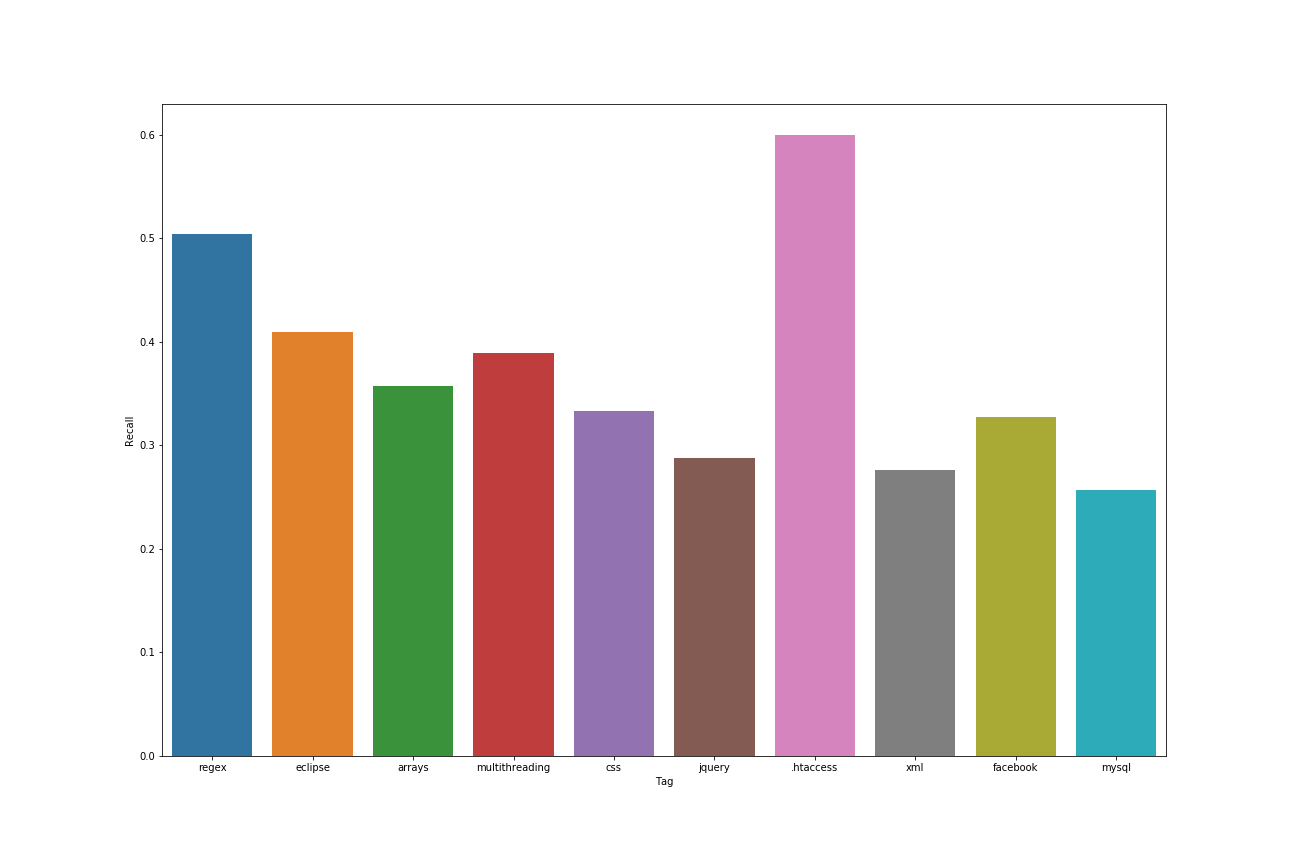 0.6
0.5
0.4
0.3
0.2
0.1
0.0
Recall
regex eclipse arrays multithreading css jquery .htaccess xml facebook mysql
Tag